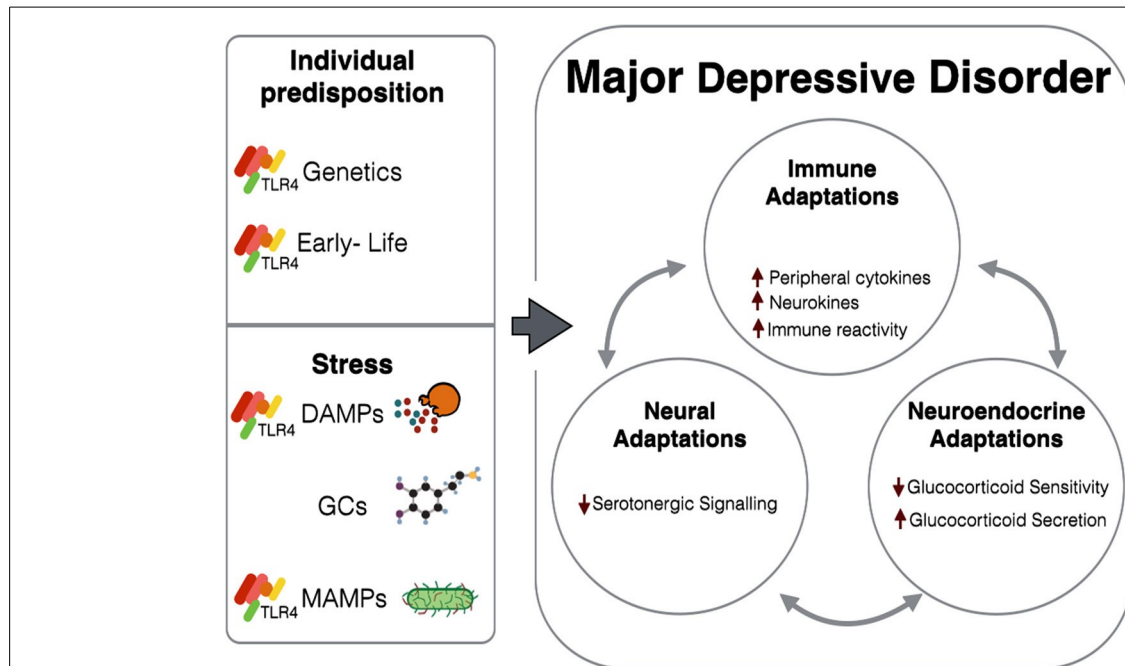 Individual
predisposition
TLR4 Genetics
TLR4 Early- Life
Stress
TLR4 DAMPs
GCs
TLR4 MAMPs
Major Depressive Disorder
Immune
Adaptations
Peripheral cytokines
Neurokines
Immune reactivity
Neural
Adaptations
Serotonergic Signalling
Neuroendocrine
Adaptations
Glucocorticoid Sensitivity
Glucocorticoid Secretion